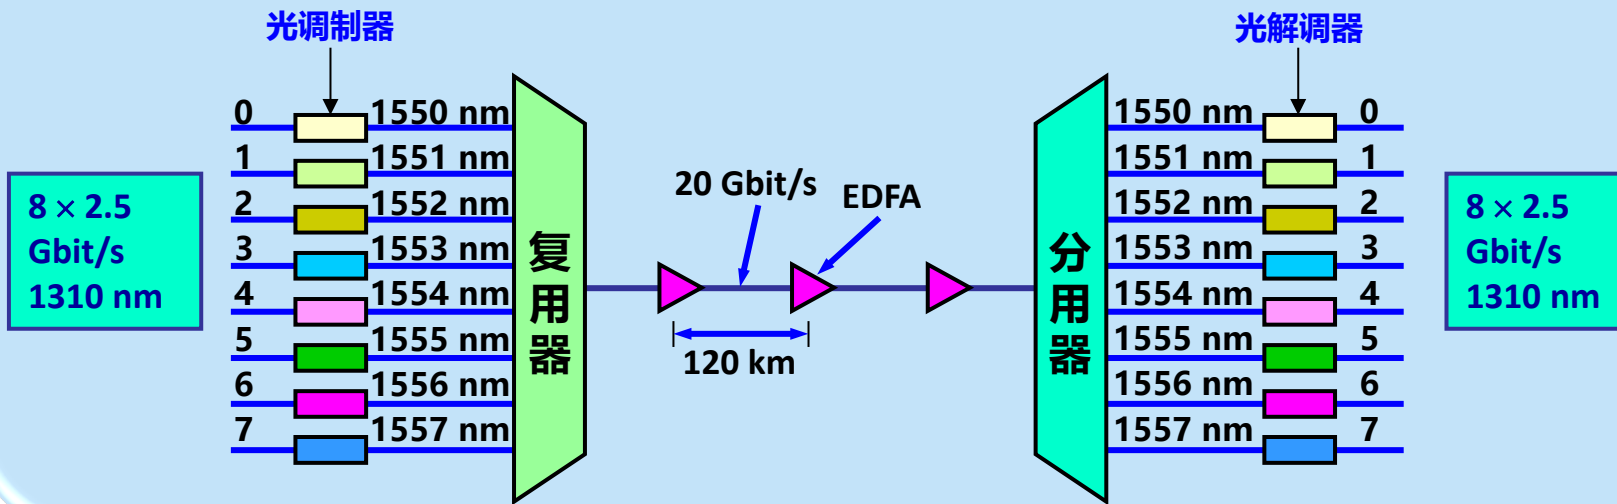 光调制器
光解调器
0
1550 nm
1550 nm
0
1
1551 nm
1551 nm
1
2
1552 nm
1552 nm
2
3
1553 nm
1553 nm
3
4
1554 nm
1554 nm
4
5
1555 nm
1555 nm
5
6
1556 nm
1556 nm
6
7
1557 nm
1557 nm
7
8 × 2.5
Gbit/s
1310 nm
复用器
20 Gbit/s
EDFA
120 km
分用器
8 × 2.5
Gbit/s
1310 nm